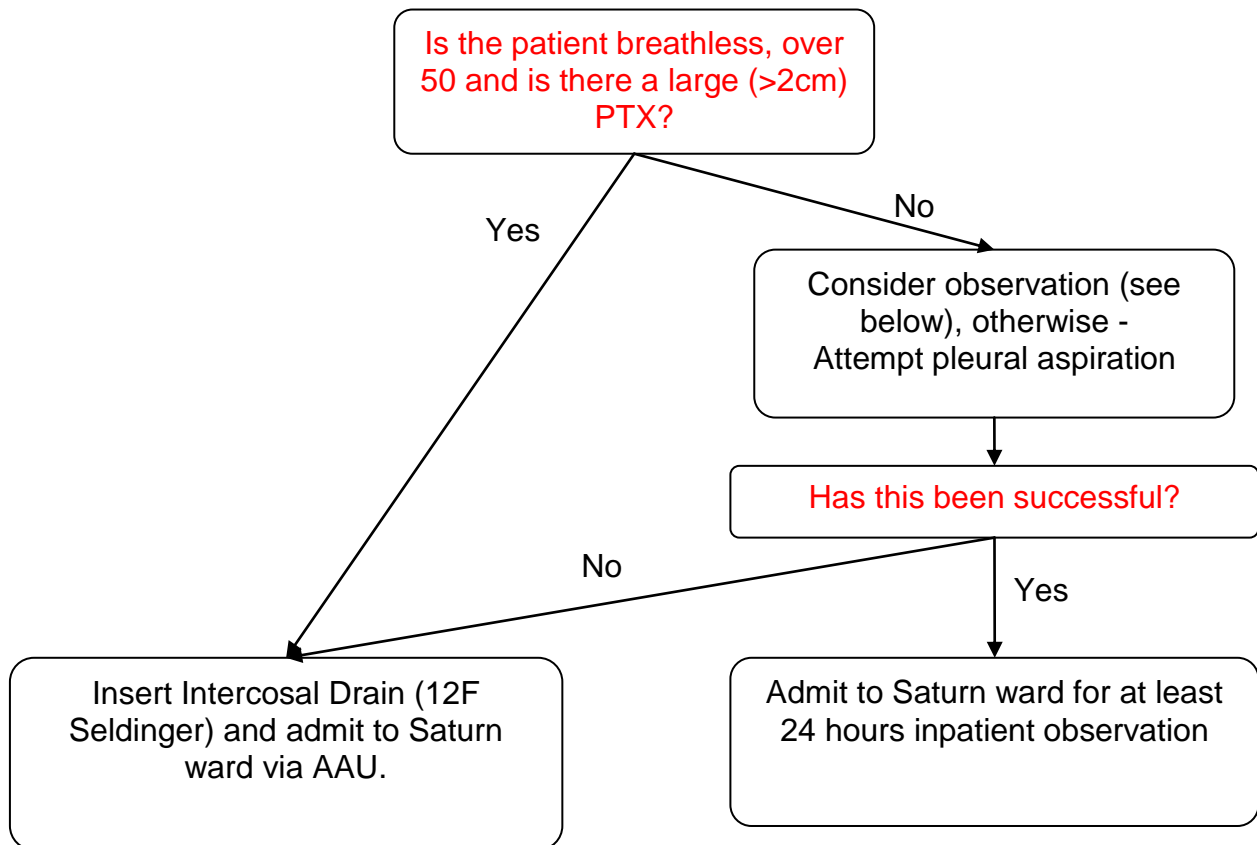 Is the patient breathless, over
50 and is there a large (>2cm)
PTX?
Yes
No
Consider observation (see
below), otherwise -
Attempt pleural aspiration
Has this been successful?
No
Yes
Insert Intercosal Drain (12F
Seldinger) and admit to Saturn
ward via AAU.
Admit to Saturn ward for at least
24 hours inpatient observation